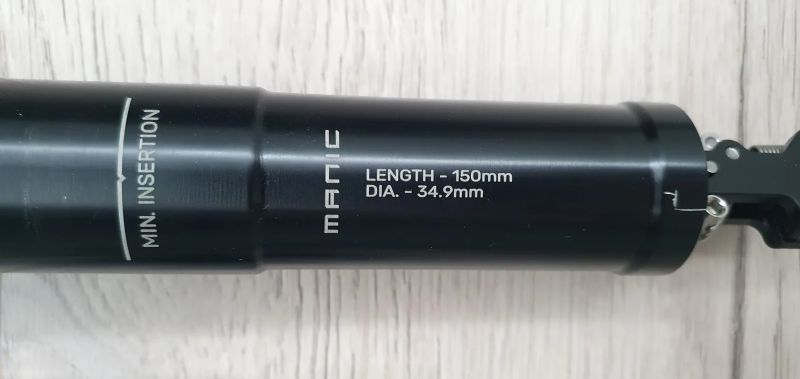 MIN. INSERTION
MANIC
LENGTH - 150mm
DIA. - 34.9mm